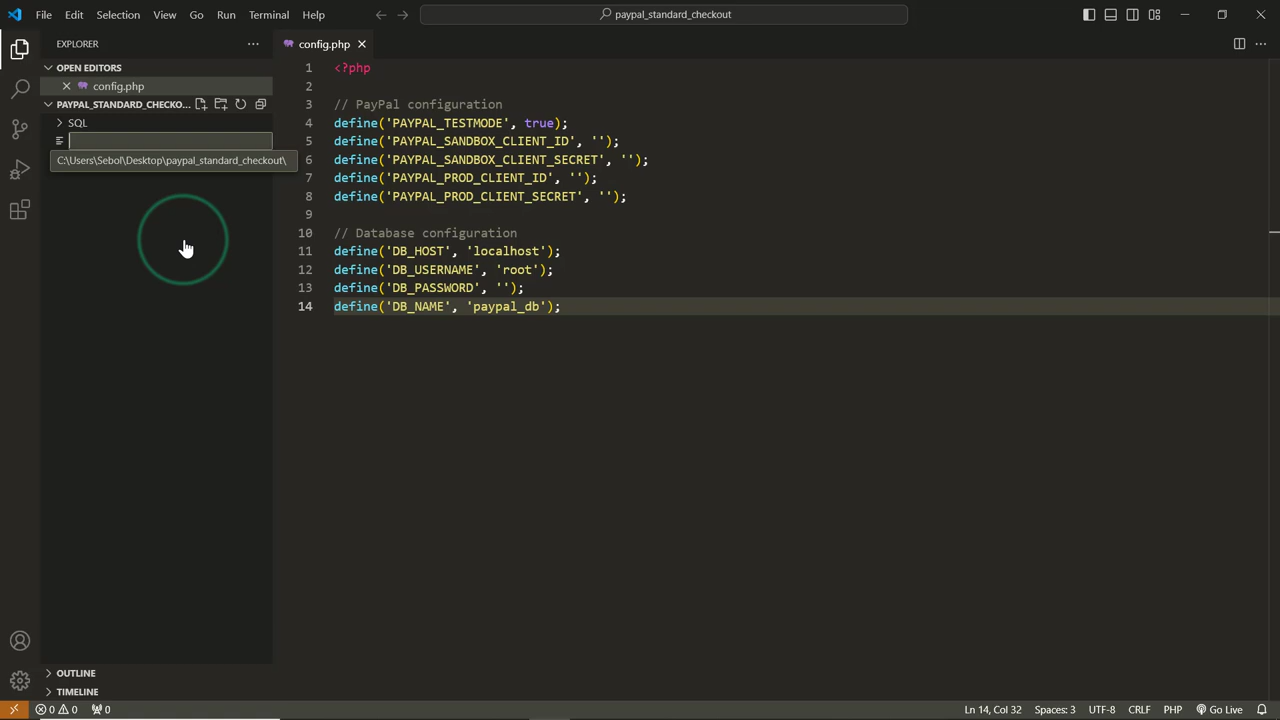 File Edit Selection View Go Run Terminal Help
paypal_standard_checkout
EXPLORER
config.php
OPEN EDITORS
config.php
PAYPAL_STANDARD_CHECKO...
SQL
C:\Users\Sebol\Desktop\paypal_standard_checkout\
1 <?php
2
3 // PayPal configuration
4 define('PAYPAL_TESTMODE', true);
5 define('PAYPAL_SANDBOX_CLIENT_ID', '');
6 define('PAYPAL_SANDBOX_CLIENT_SECRET', '');
7 define('PAYPAL_PROD_CLIENT_ID', '');
8 define('PAYPAL_PROD_CLIENT_SECRET', '');
9
10 // Database configuration
11 define('DB_HOST', 'localhost');
12 define('DB_USERNAME', 'root');
13 define('DB_PASSWORD', '');
14 define('DB_NAME', 'paypal_db');
OUTLINE
TIMELINE
0 0 0 Ln 14, Col 32 Spaces: 3 UTF-8 CRLF PHP Go Live